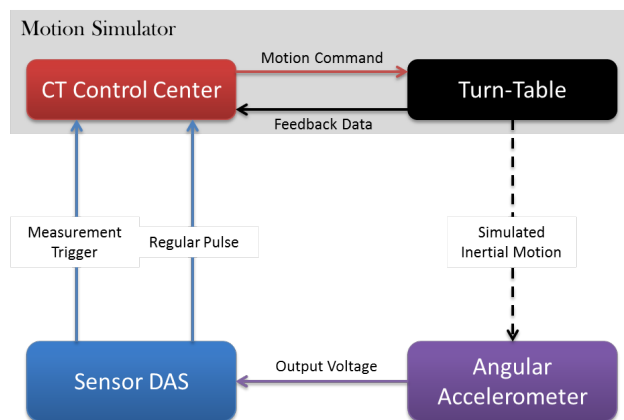 Motion Simulator
Motion Command
CT Control Center
Turn-Table
Feedback Data
Measurement
Trigger
Regular Pulse
Simulated
Inertial Motion
Sensor DAS
Output Voltage
Angular
Accelerometer